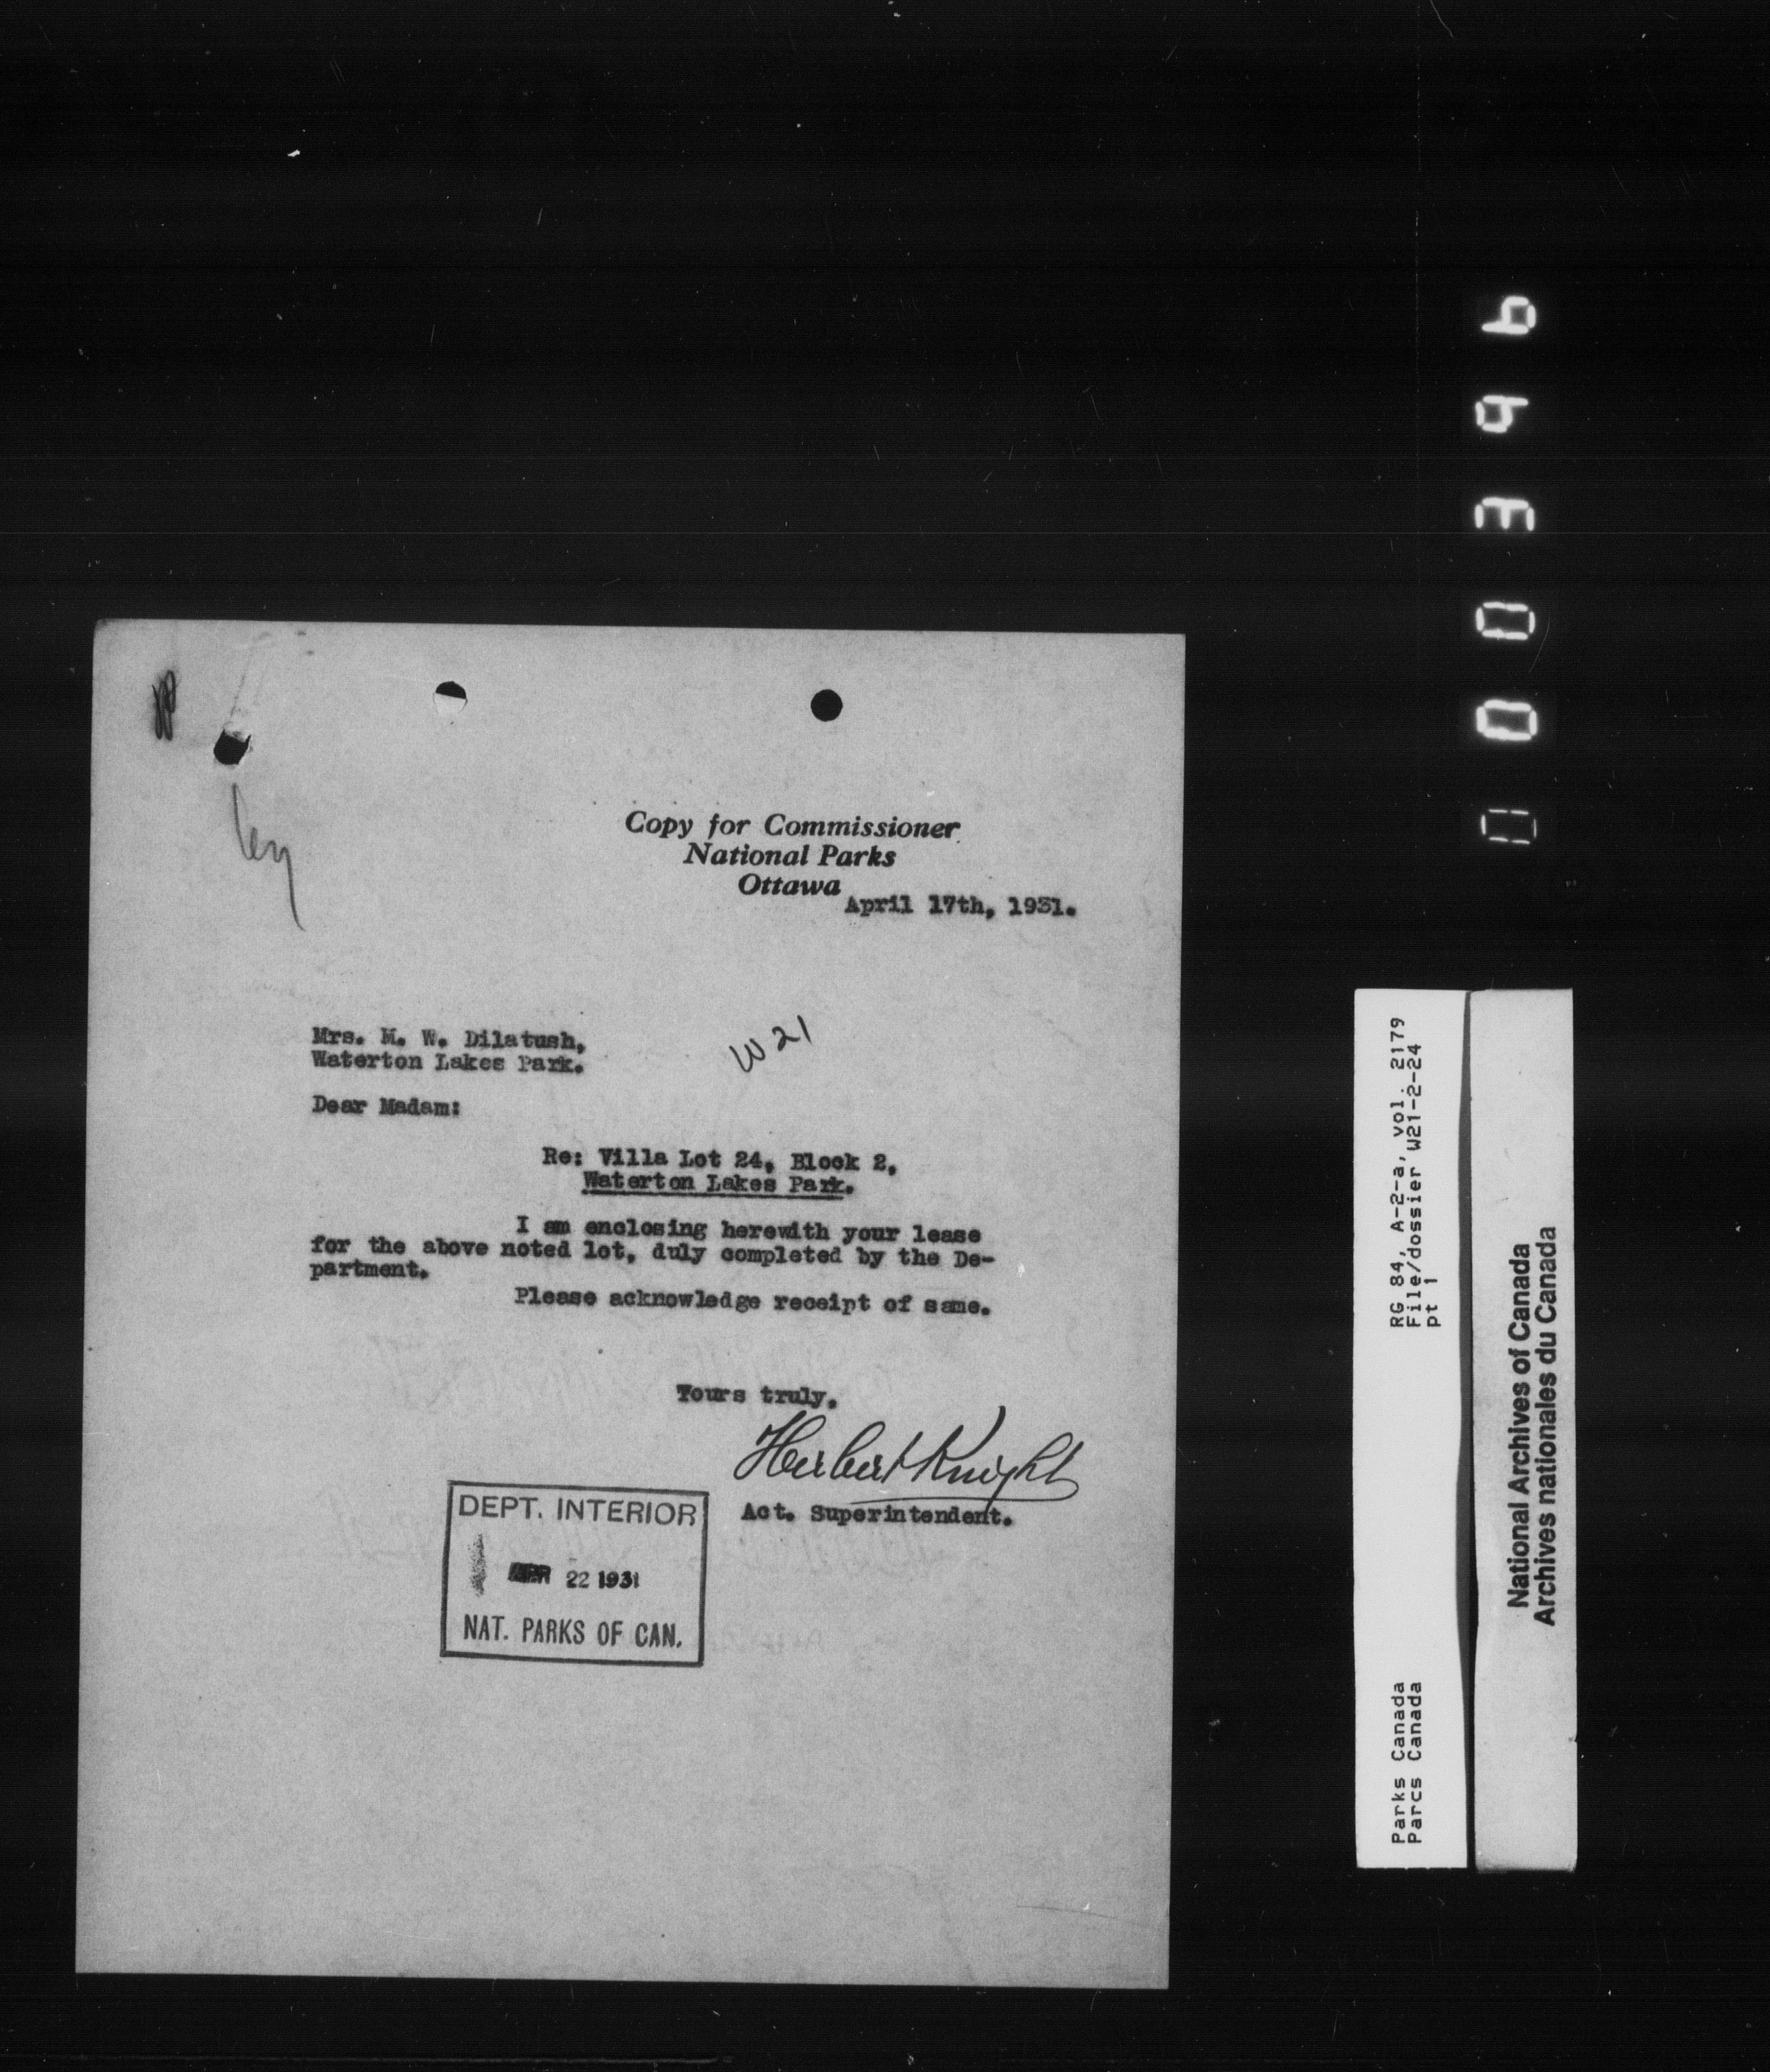 Copy for Commissioner
National Parks
Ottawa
April 17th, 1931.
Mrs. M. W. Dilatush,
Waterton Lakes Park.
W21
Dear Madam:
Re: Villa Lot 24, Block 2,
Waterton Lakes Park.
I am enclosing herewith your lease
for the above noted lot, duly completed by the De-
partment.
Please acknowledge receipt of same.
Yours truly,
Herbert Knight
Act. Superintendent.
DEPT. INTERIOR
APR 22 1931
NAT. PARKS OF CAN.
000396
RG 84, A-2-a, vol. 2179
File/dossier W21-2-24
pt 1
Parks Canada
Parcs Canada
National Archives of Canada
Archives nationales du Canada